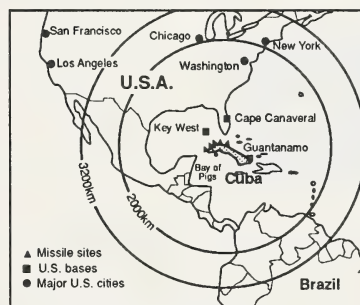 San Francisco
Chicago
New York
Los Angeles
Washington
U.S.A.
Cape Canaveral
Key West
Guantanamo
Bay of
Pigs
Cuba
3200km
2000km
Missile sites
U.S. bases
Major U.S. cities
Brazil